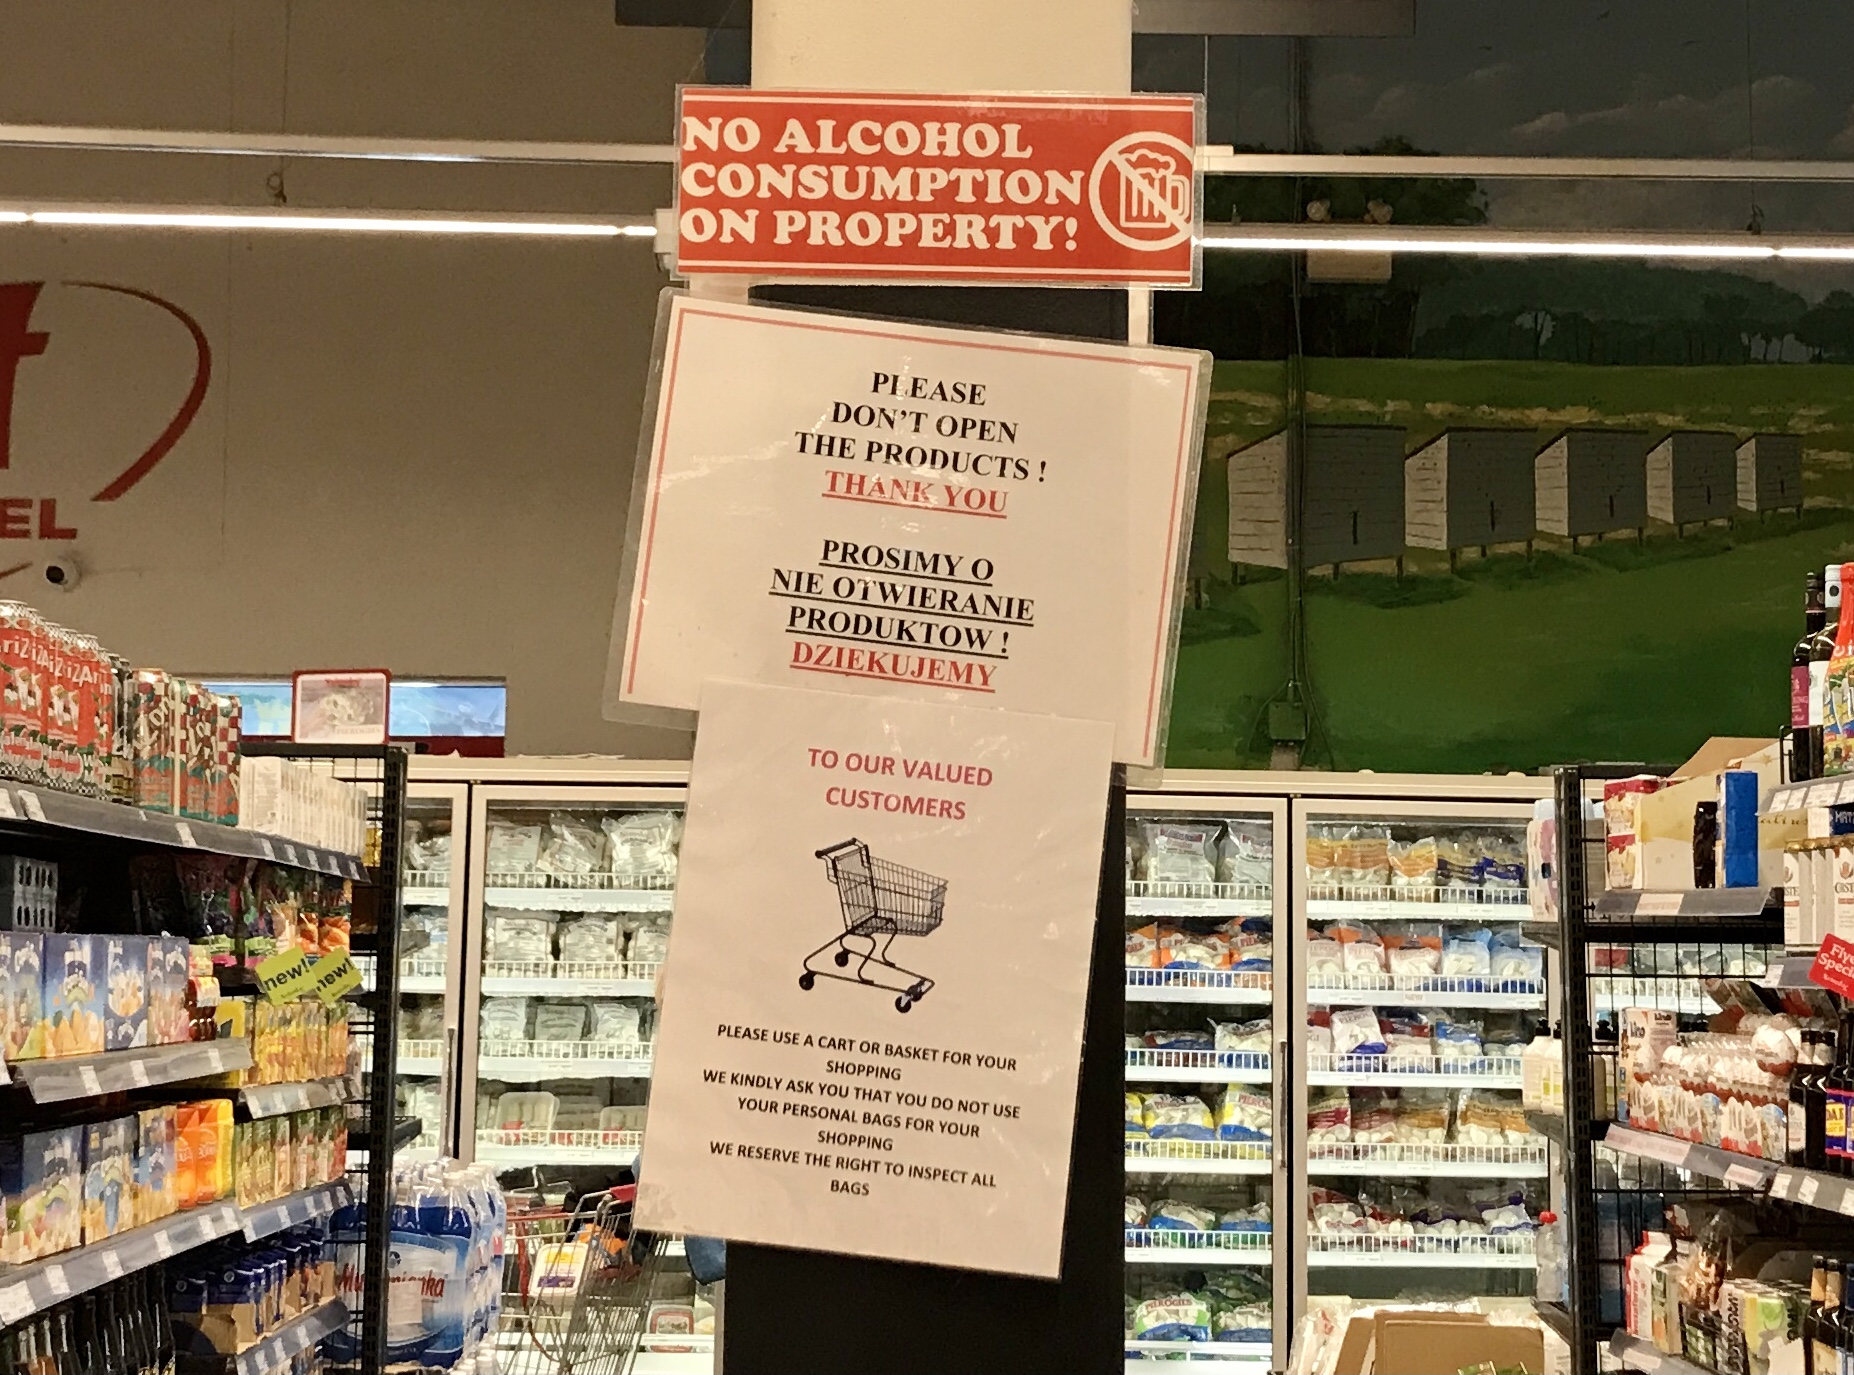 NO ALCOHOL
CONSUMPTION
ON PROPERTY!
PLEASE
DON'T OPEN
THE PRODUCTS !
THANK YOU
PROSIMY O
NIE OTWIERANIE
PRODUKTOW !
DZIEKUJEMY
TO OUR VALUED
CUSTOMERS
PLEASE USE A CART OR BASKET FOR YOUR
SHOPPING
WE KINDLY ASK YOU THAT YOU DO NOT USE
YOUR PERSONAL BAGS FOR YOUR
SHOPPING
WE RESERVE THE RIGHT TO INSPECT ALL
BAGS
EL
new!
new!
PIEROGIES